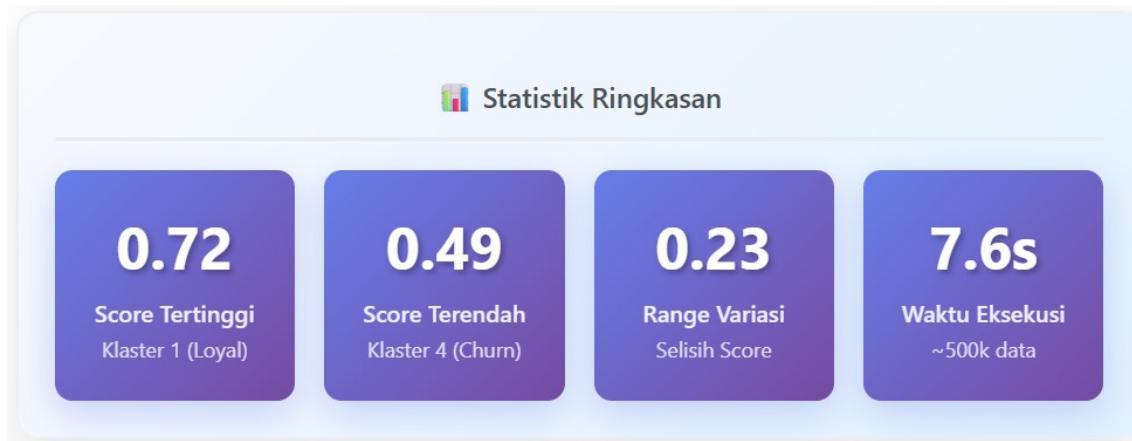 Statistik Ringkasan
0.72
Score Tertinggi
Klaster 1 (Loyal)
0.49
Score Terendah
Klaster 4 (Churn)
0.23
Range Variasi
Selisih Score
7.6s
Waktu Eksekusi
~500k data